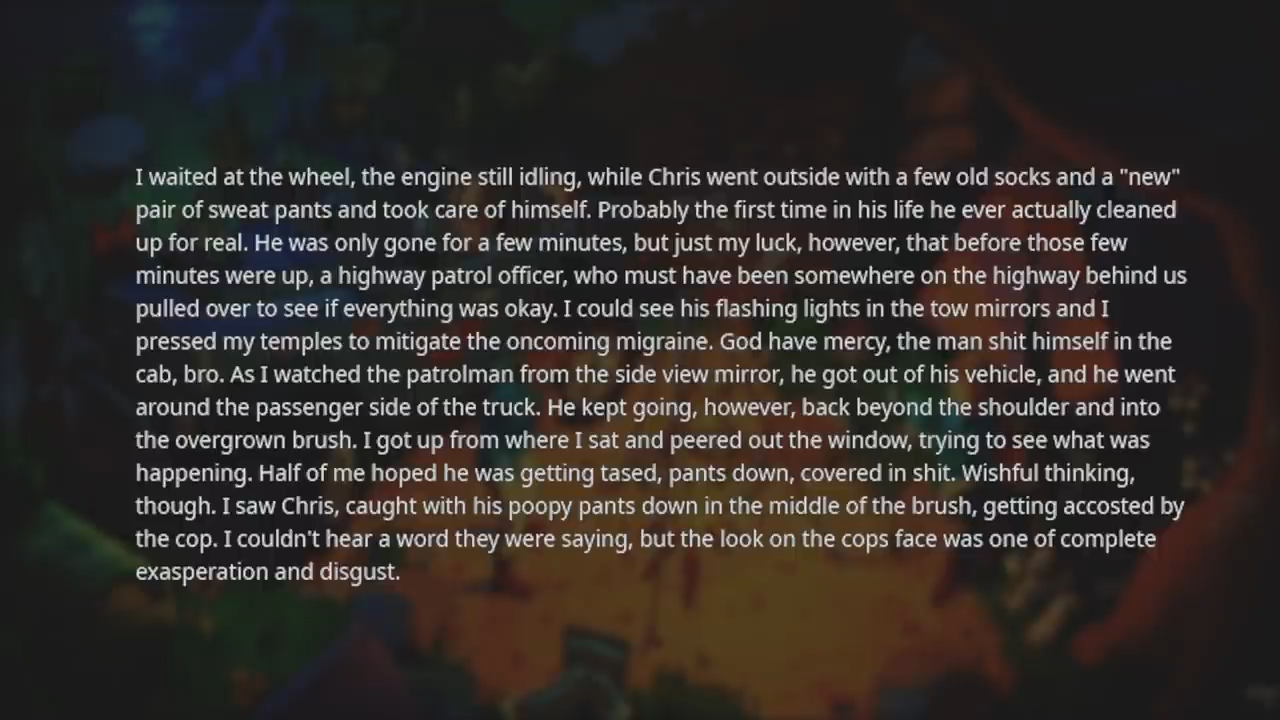 I waited at the wheel, the engine still idling, while Chris went outside with a few old socks and a "new"
pair of sweat pants and took care of himself. Probably the first time in his life he ever actually cleaned
up for real. He was only gone for a few minutes, but just my luck, however, that before those few
minutes were up, a highway patrol officer, who must have been somewhere on the highway behind us
pulled over to see if everything was okay. I could see his flashing lights in the tow mirrors and I
pressed my temples to mitigate the oncoming migraine. God have mercy, the man shit himself in the
cab, bro. As I watched the patrolman from the side view mirror, he got out of his vehicle, and he went
around the passenger side of the truck. He kept going, however, back beyond the shoulder and into
the overgrown brush. I got up from where I sat and peered out the window, trying to see what was
happening. Half of me hoped he was getting tased, pants down, covered in shit. Wishful thinking,
though. I saw Chris, caught with his poopy pants down in the middle of the brush, getting accosted by
the cop. I couldn't hear a word they were saying, but the look on the cops face was one of complete
exasperation and disgust.